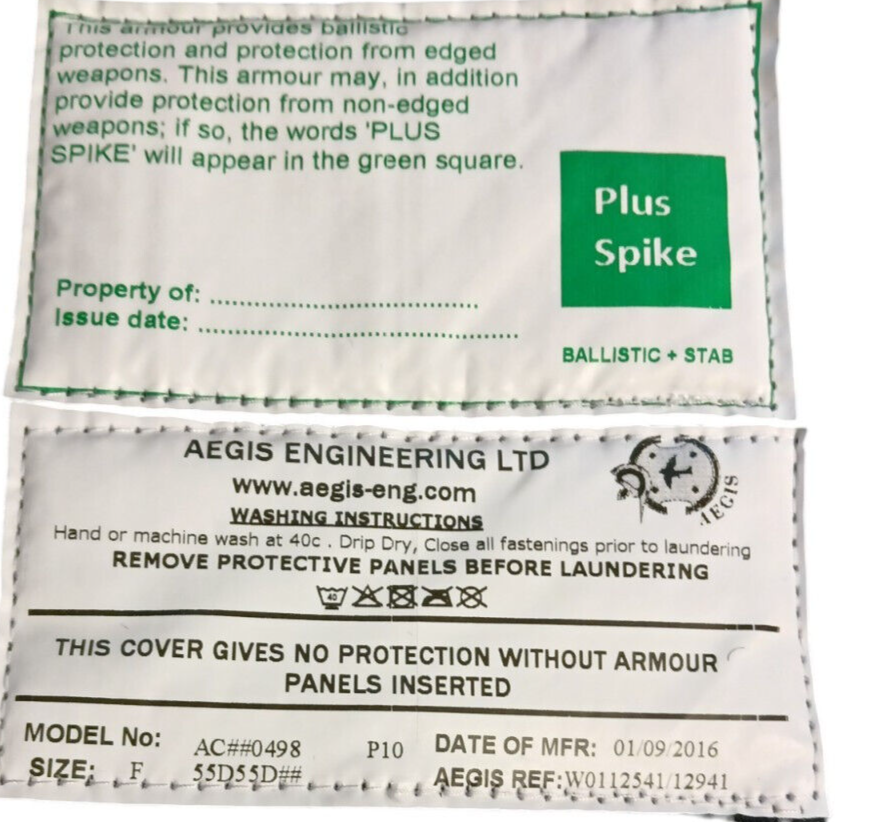 This armour provides ballistic
protection and protection from edged
weapons. This armour may, in addition
provide protection from non-edged
weapons; if so, the words 'PLUS
SPIKE' will appear in the green square.
Plus
Spike
Property of: ..........................................
Issue date: ..................................................
BALLISTIC + STAB
AEGIS ENGINEERING LTD
www.aegis-eng.com
AEGIS
WASHING INSTRUCTIONS
Hand or machine wash at 40c . Drip Dry, Close all fastenings prior to laundering
REMOVE PROTECTIVE PANELS BEFORE LAUNDERING
40
THIS COVER GIVES NO PROTECTION WITHOUT ARMOUR
PANELS INSERTED
MODEL No: AC##0498 P10 DATE OF MFR: 01/09/2016
SIZE: F 55D55D## AEGIS REF:W0112541/12941